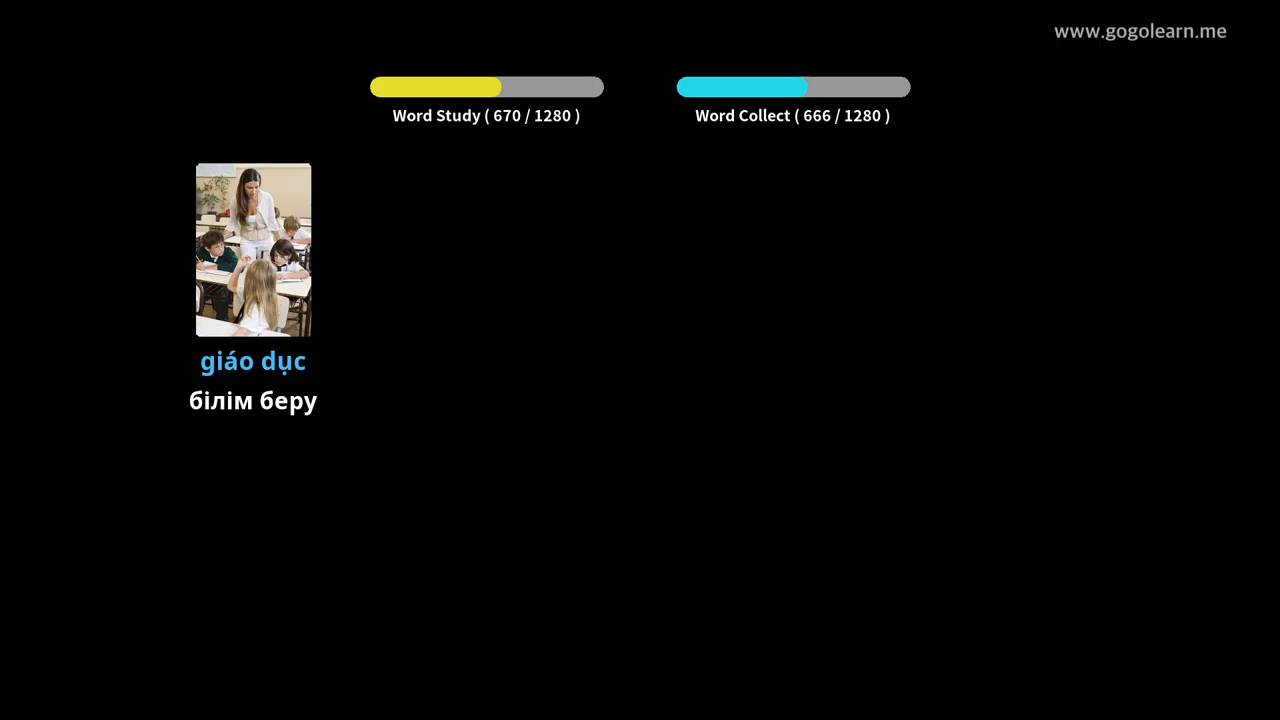 www.gogolearn.me
Word Study ( 670 / 1280 )
Word Collect ( 666 / 1280 )
giáo dục
білім беру